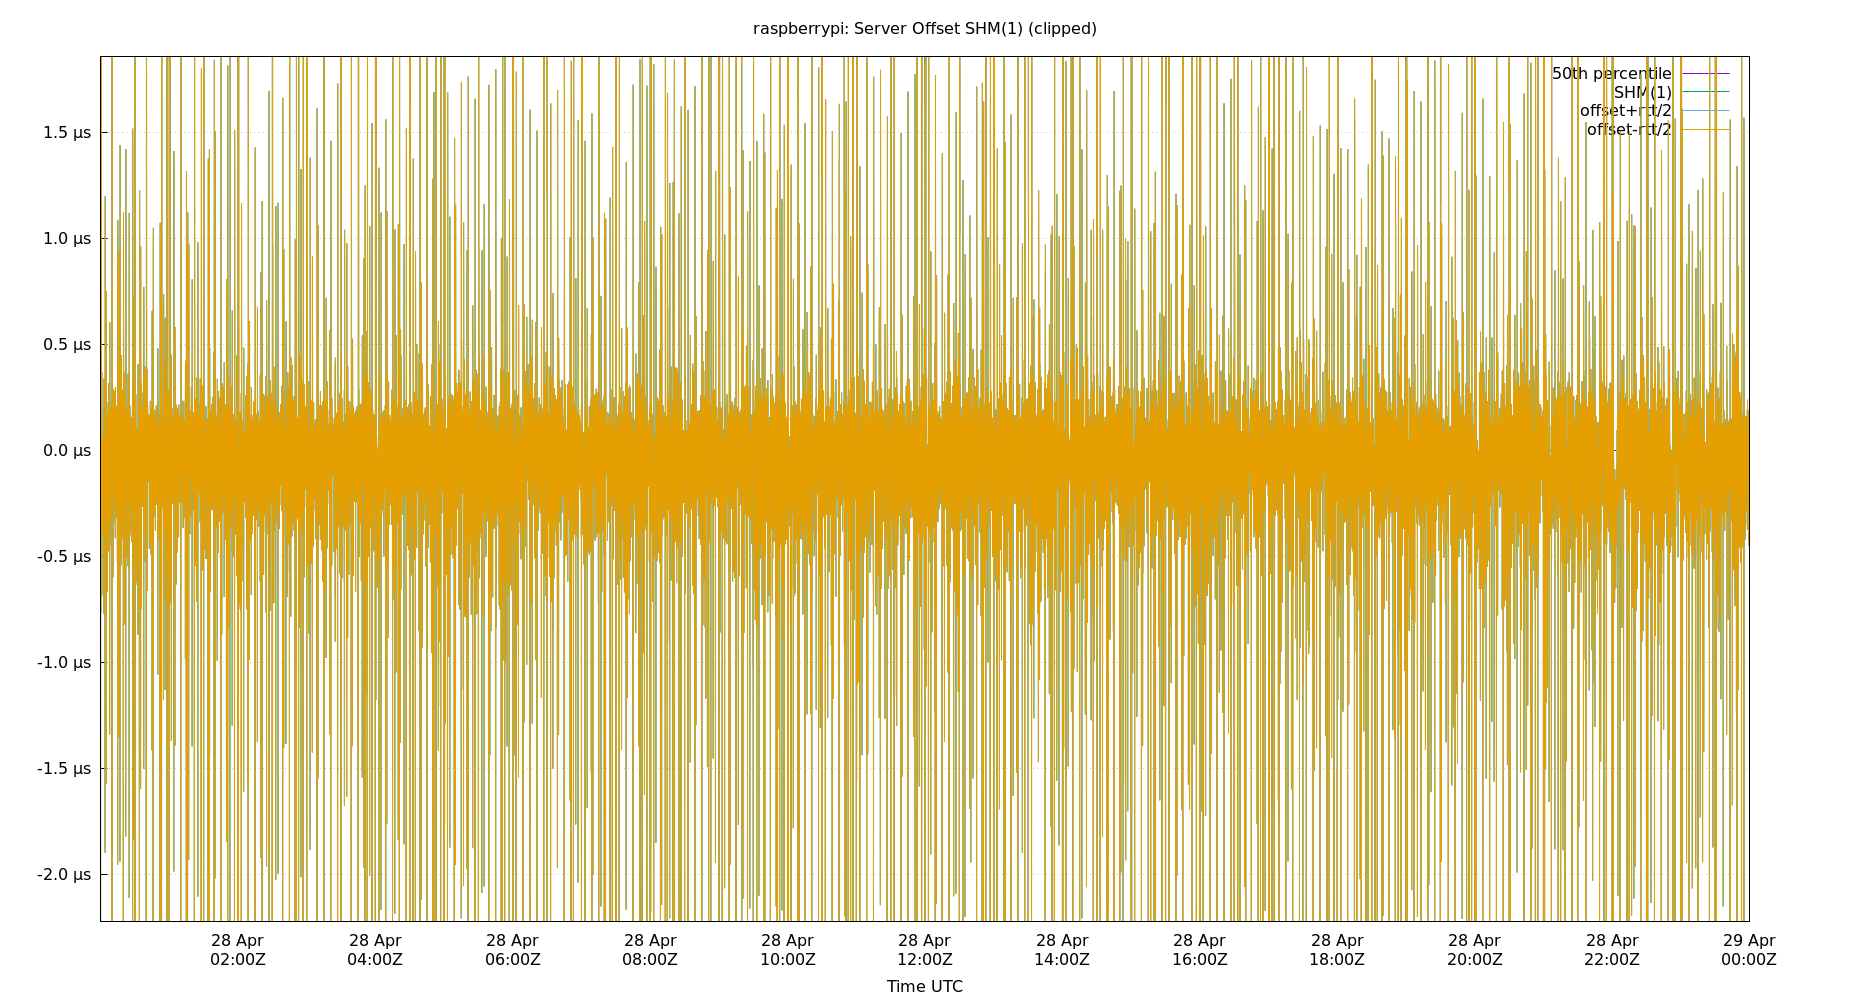 raspberrypi: Server Offset SHM(1) (clipped)
50th percentile
SHM(1)
offset+rtt/2
offset-rtt/2
1.5 µs
1.0 µs
0.5 µs
0.0 µs
-0.5 µs
-1.0 µs
-1.5 µs
-2.0 µs
28 Apr 28 Apr 28 Apr 28 Apr 28 Apr 28 Apr 28 Apr 28 Apr 28 Apr 28 Apr 28 Apr 29 Apr
02:00Z 04:00Z 06:00Z 08:00Z 10:00Z 12:00Z 14:00Z 16:00Z 18:00Z 20:00Z 22:00Z 00:00Z
Time UTC